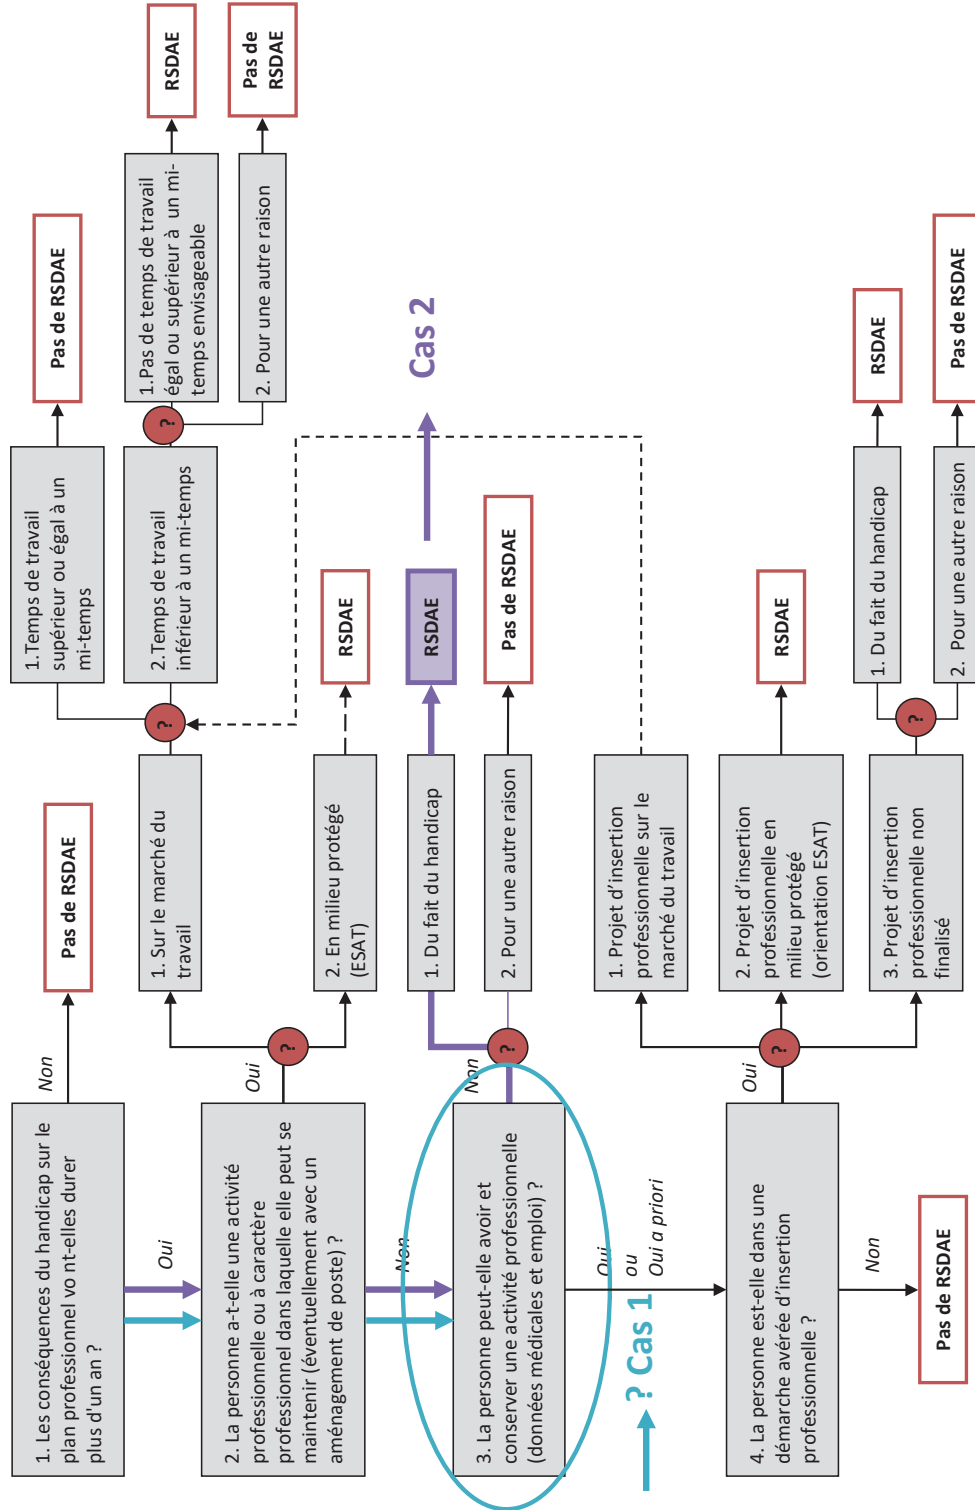 1. Les conséquences du handicap sur le
plan professionnel vo nt-elles durer
plus d'un an ?
Non
Pas de RSDAE
Oui
2. La personne a-t-elle une activité
professionnelle ou à caractère
professionnel dans laquelle elle peut se
maintenir (éventuellement avec un
aménagement de poste) ?
Oui
?
1. Sur le marché du
travail
?
1.Temps de travail
supérieur ou égal à un
mi-temps
Pas de RSDAE
2.Temps de travail
inférieur à un mi-temps
?
1.Pas de temps de travail
égal ou supérieur à un mi-
temps envisageable
RSDAE
2. Pour une autre raison
Pas de
RSDAE
2. En milieu protégé
(ESAT)
RSDAE
Non
3. La personne peut-elle avoir et
conserver une activité professionnelle
(données médicales et emploi) ?
Non
?
1. Du fait du handicap
RSDAE
Cas 2
2. Pour une autre raison
Pas de RSDAE
Oui
ou
Oui a priori
? Cas 1
4. La personne est-elle dans une
démarche avérée d'insertion
professionnelle ?
Oui
?
1. Projet d'insertion
professionnelle sur le
marché du travail
2. Projet d'insertion
professionnelle en
milieu protégé
(orientation ESAT)
RSDAE
3. Projet d'insertion
professionnelle non
finalisé
?
1. Du fait du handicap
RSDAE
2. Pour une autre raison
Pas de RSDAE
Non
Pas de RSDAE